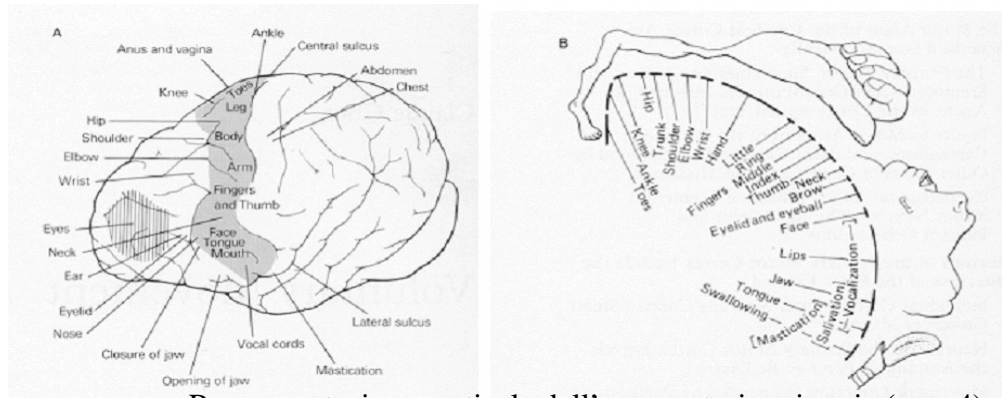 A
Ankle
Anus and vagina
Central sulcus
Abdomen
Chest
Knee
Toes
Leg
Hip
Body
Shoulder
Elbow
Arm
Wrist
Fingers
and Thumb
Eyes
Face
Neck
Tongue
Mouth
Ear
Eyelid
Nose
Lateral sulcus
Closure of jaw
Vocal cords
Mastication
Opening of jaw
B
Toes
Ankle
Knee
Hip
Trunk
Shoulder
Elbow
Wrist
Hand
Little
Ring
Middle
Index
Thumb
Fingers
Neck
Brow
Eyelid and eyeball
Face
Lips
Jaw
Tongue
Swallowing
[Mastication]
Salivation]
Vocalization]